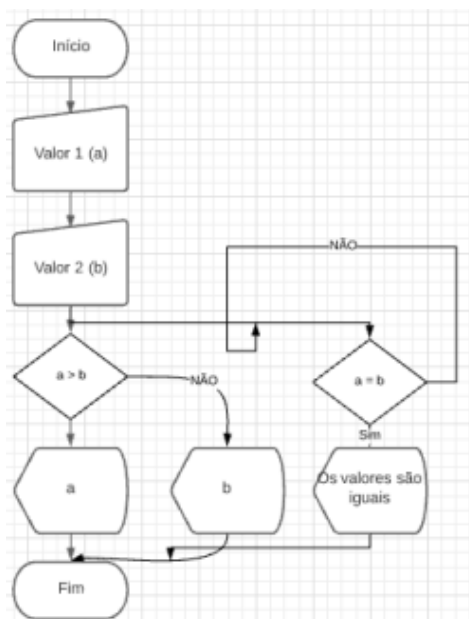 Início
Valor 1 (a)
Valor 2 (b)
NÃO
a > b
NÃO
a = b
Sim
a
b
Os valores são
iguais
Fim